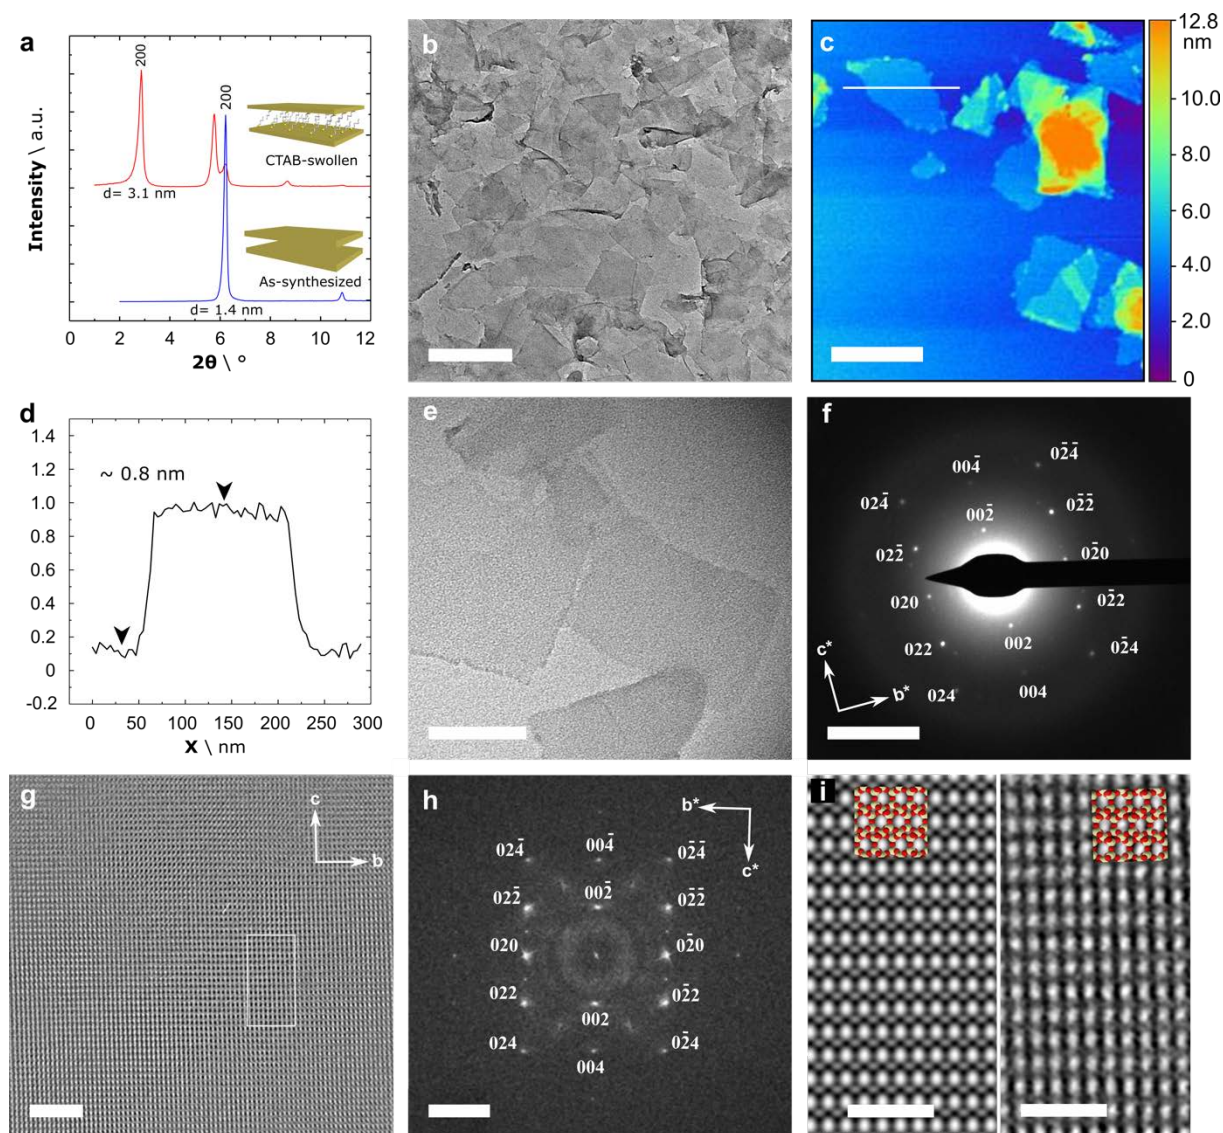 a
Intensity \ a.u.
200
200
CTAB-swollen
d= 3.1 nm
As-synthesized
d= 1.4 nm
0 2 4 6 8 10 12
2θ \ °
b
c
12.8
nm
10.0
8.0
6.0
4.0
2.0
0
d
1.4
1.2
1.0
0.8
0.6
0.4
0.2
0
-0.2
~ 0.8 nm
0 50 100 150 200 250 300
X \ nm
e
f
02̄4̄
004̄
024̄
02̄2̄
002̄
022̄
02̄0
020
02̄2
002
022
02̄4
c*
b*
024
004
g
c
b
h
b*
c*
024̄ 004̄ 02̄4̄
022̄ 002̄ 02̄2̄
020 02̄0
022 02̄2
002
024 02̄4
004
i